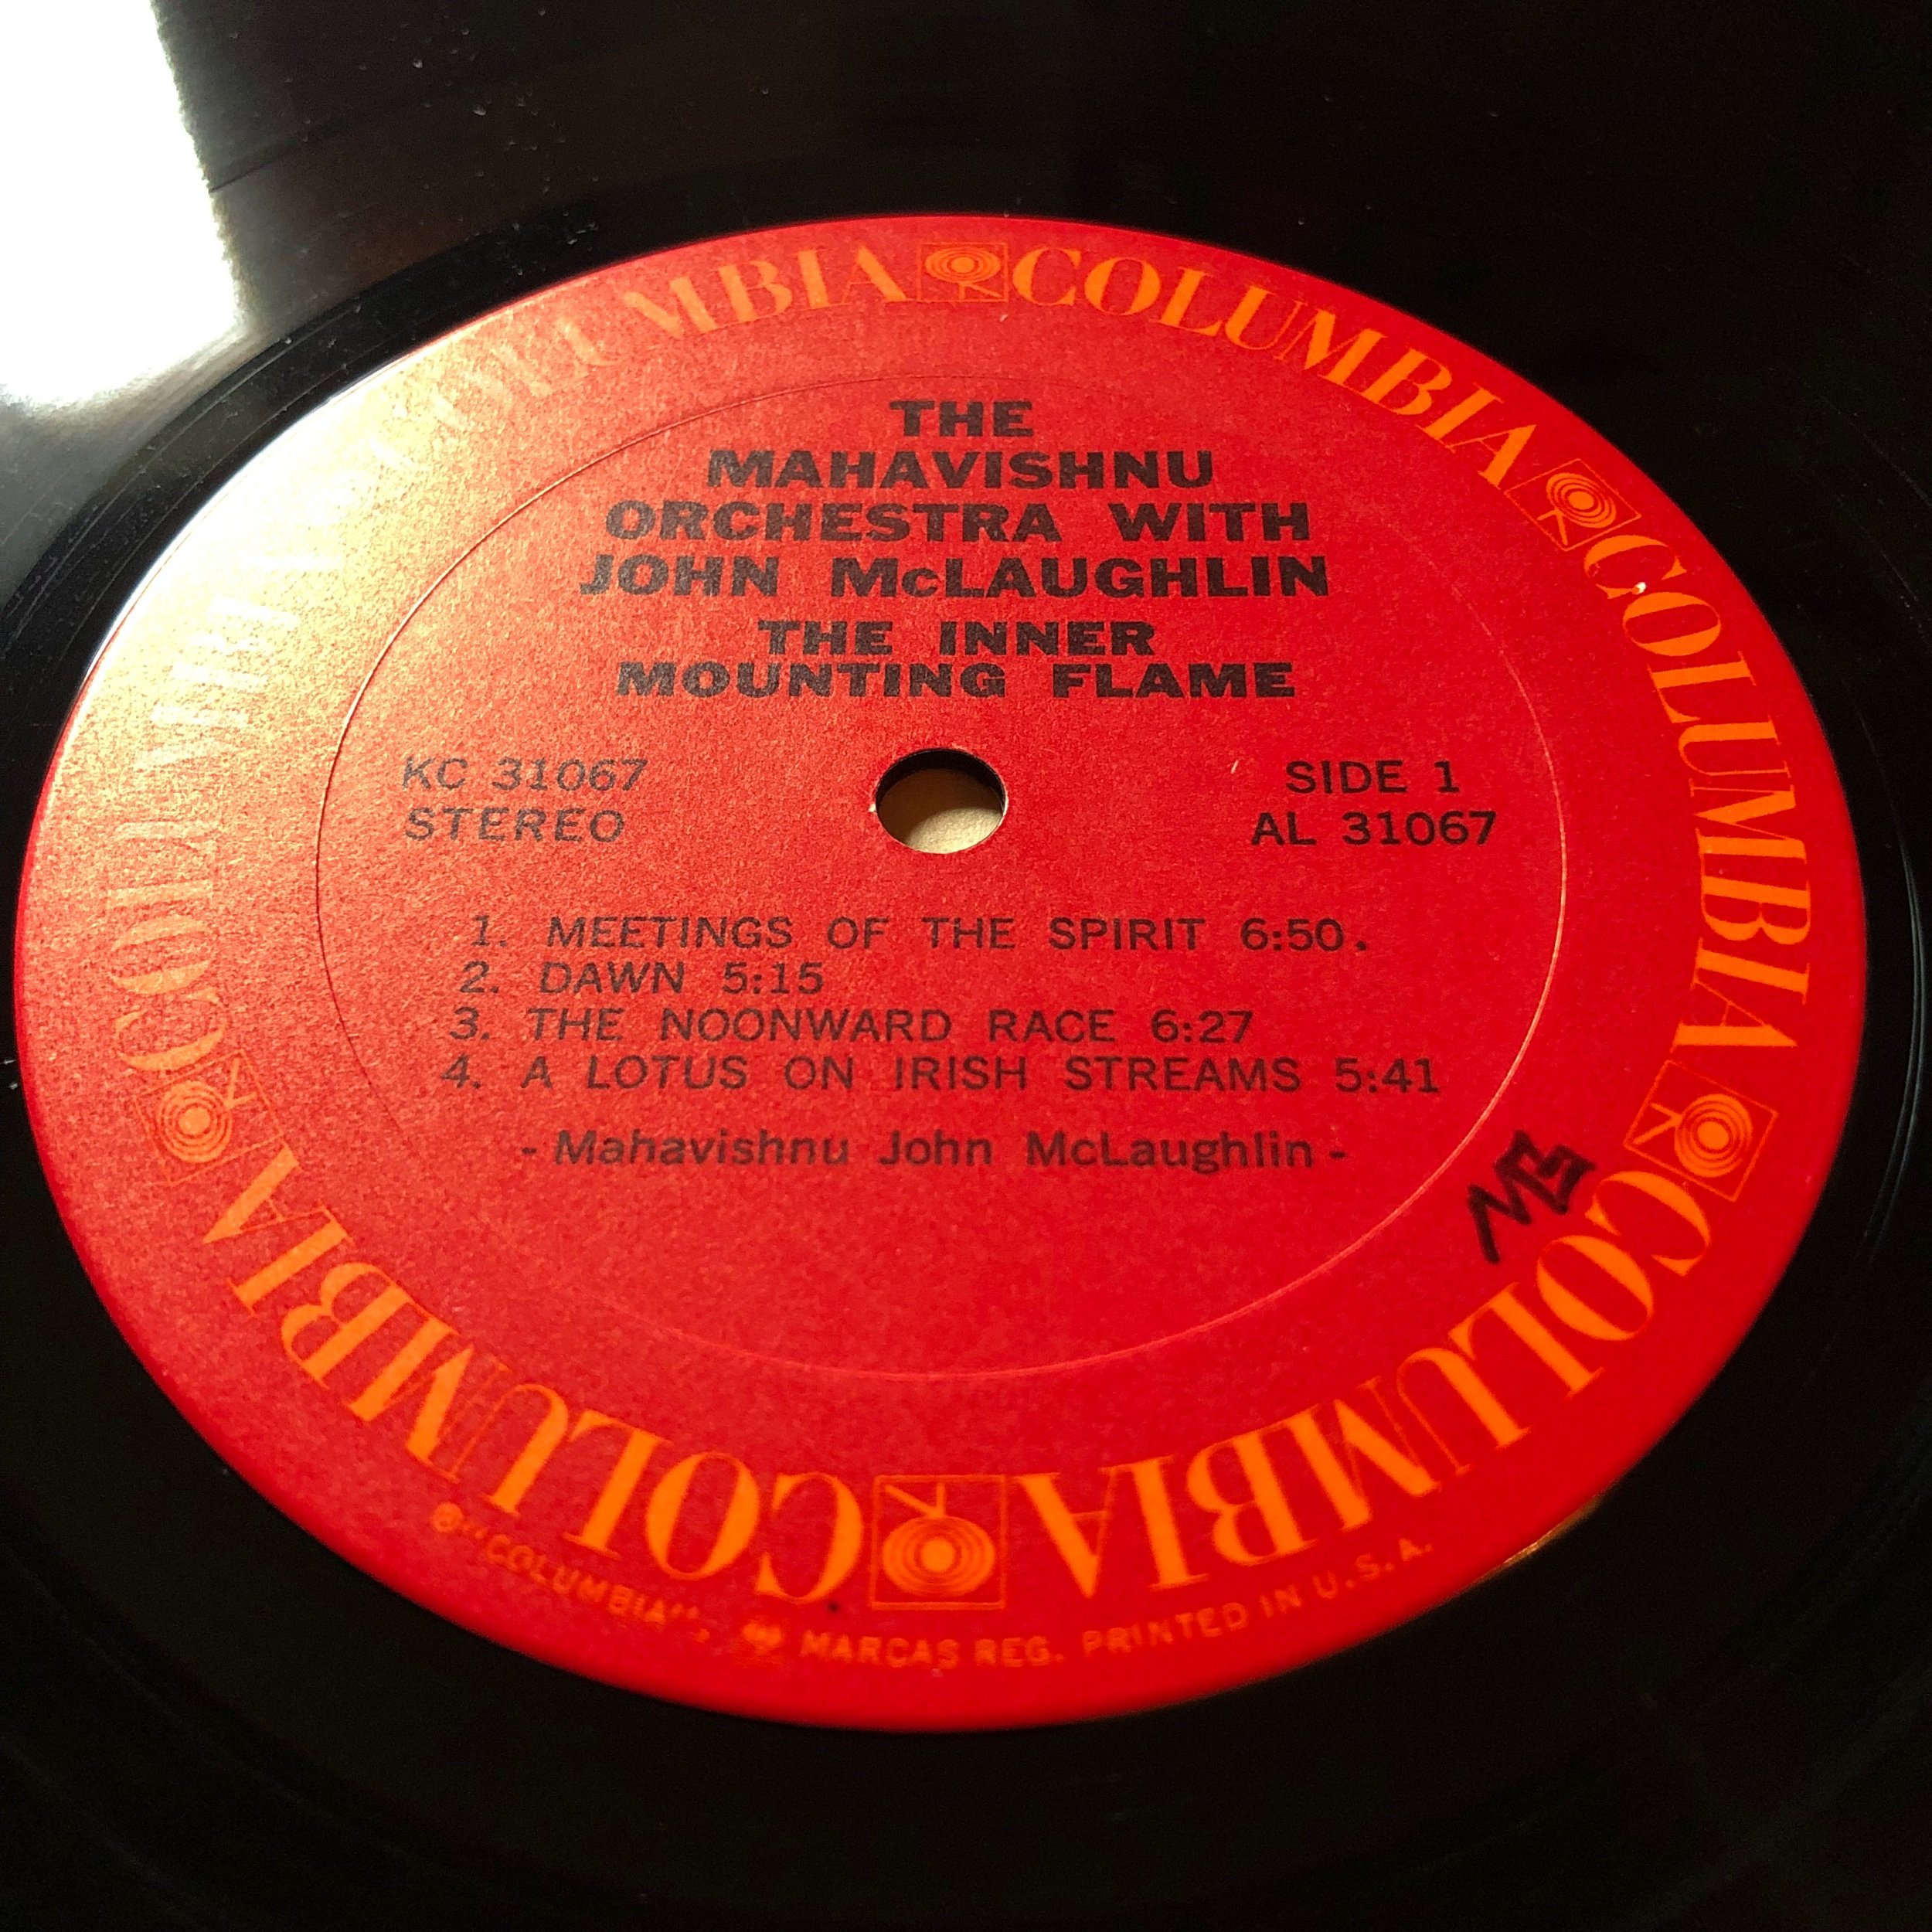 COLUMBIA COLUMBIA COLUMBIA COLUMBIA COLUMBIA
THE
MAHAVISHNU
ORCHESTRA WITH
JOHN McLAUGHLIN
THE INNER
MOUNTING FLAME
KC 31067
STEREO
SIDE 1
AL 31067
1. MEETINGS OF THE SPIRIT 6:50.
2. DAWN 5:15
3. THE NOONWARD RACE 6:27
4. A LOTUS ON IRISH STREAMS 5:41
- Mahavishnu John McLaughlin -
MB
"COLUMBIA", MARCAS REG. PRINTED IN U.S.A.